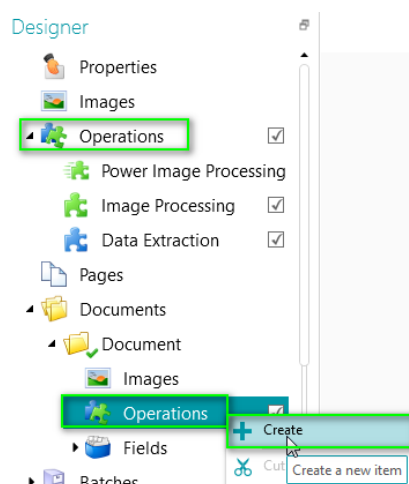 Designer
Properties
Images
Operations
Power Image Processing
Image Processing
Data Extraction
Pages
Documents
Document
Images
Operations
Create
Fields
Cut
Create a new item
Batches